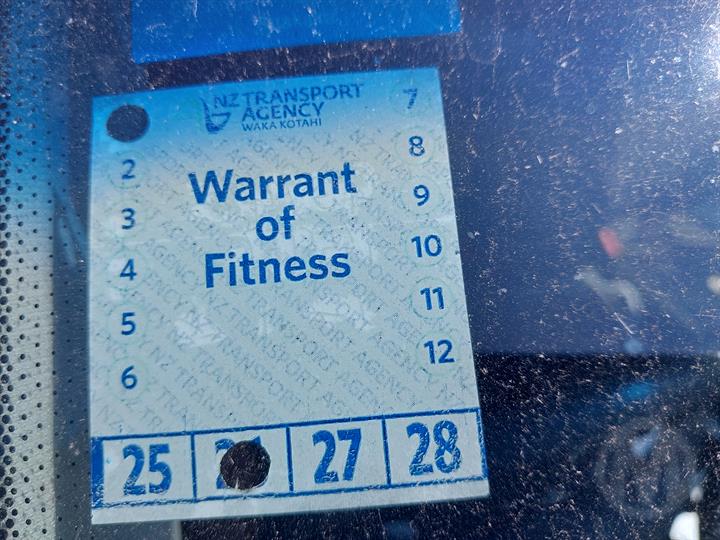 NZ TRANSPORT
AGENCY
WAKA KOTAHI
Warrant
of
Fitness
2
3
4
5
6
7
8
9
10
11
12
25 27 28